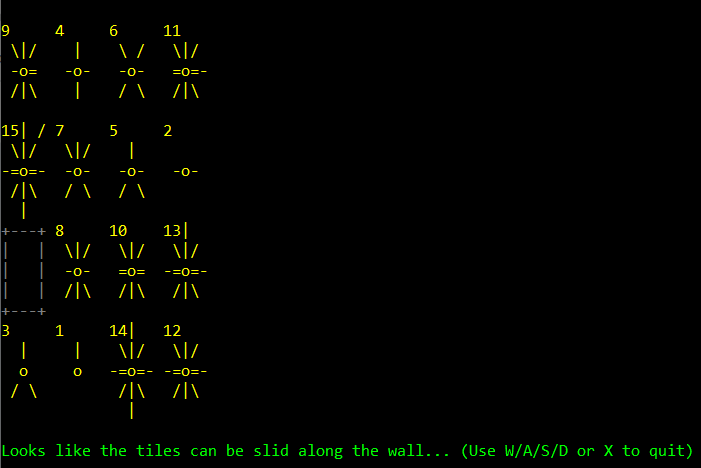 9    4    6    11
 \|/    |    \ /   \|/
 -o=   -o-   -o-   =o=-
 /|\    |    / \   /|\
15| / 7     5     2
 \|/   \|/    |
-=o=-  -o-   -o-   -o-
 /|\   / \   / \
  |
+---+ 8     10    13|
|   |  \|/   \|/   \|/
|   |  -o-   =o=  -=o=-
|   |  /|\   /|\   /|\
+---+
3     1     14|   12
  |     |    \|/   \|/
  o     o   -=o=- -=o=-
 / \         /|\   /|\
              |
Looks like the tiles can be slid along the wall... (Use W/A/S/D or X to quit)